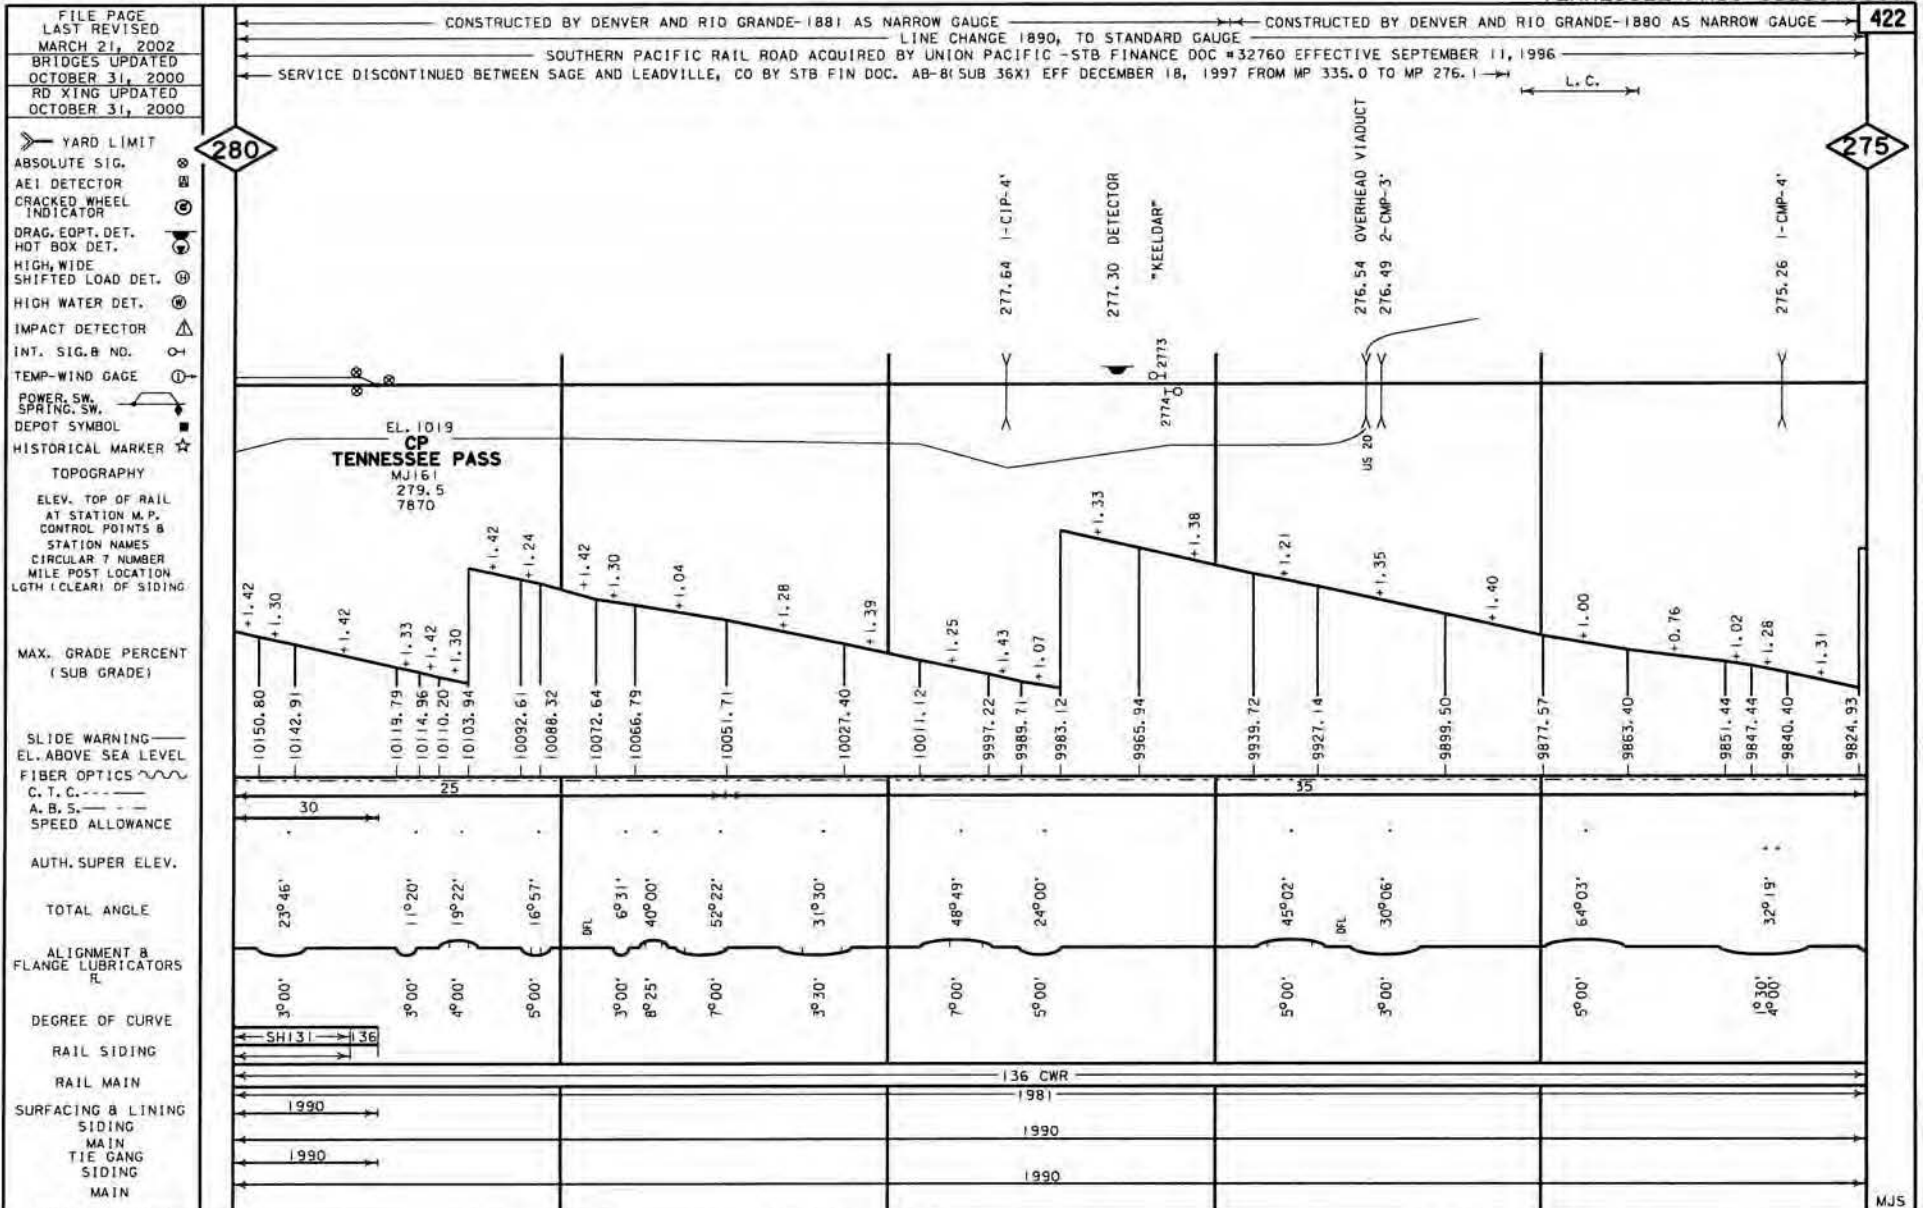 FILE PAGE
LAST REVISED
MARCH 21, 2002
BRIDGES UPDATED
OCTOBER 31, 2000
RD XING UPDATED
OCTOBER 31, 2000
CONSTRUCTED BY DENVER AND RIO GRANDE-1881 AS NARROW GAUGE
CONSTRUCTED BY DENVER AND RIO GRANDE-1880 AS NARROW GAUGE
422
LINE CHANGE 1890, TO STANDARD GAUGE
SOUTHERN PACIFIC RAIL ROAD ACQUIRED BY UNION PACIFIC -STB FINANCE DOC #32760 EFFECTIVE SEPTEMBER 11, 1996
SERVICE DISCONTINUED BETWEEN SAGE AND LEADVILLE, CO BY STB FIN DOC. AB-8(SUB 36X) EFF DECEMBER 18, 1997 FROM MP 335.0 TO MP 276.1
L.C.
280
275
YARD LIMIT
ABSOLUTE SIG.
AEI DETECTOR
CRACKED WHEEL
INDICATOR
DRAG. EQPT. DET.
HOT BOX DET.
HIGH, WIDE
SHIFTED LOAD DET.
HIGH WATER DET.
IMPACT DETECTOR
INT. SIG.& NO.
TEMP-WIND GAGE
POWER. SW.
SPRING. SW.
DEPOT SYMBOL
HISTORICAL MARKER
TOPOGRAPHY
ELEV. TOP OF RAIL
AT STATION M.P.
CONTROL POINTS &
STATION NAMES
CIRCULAR 7 NUMBER
MILE POST LOCATION
LGTH (CLEAR) OF SIDING
277.64 1-CIP-4'
277.30 DETECTOR
"KEELDAR"
276.54 OVERHEAD VIADUCT
276.49 2-CMP-3'
275.26 1-CMP-4'
2773
2774
US 20
EL. 1019
CP
TENNESSEE PASS
MJ161
279.5
7870
MAX. GRADE PERCENT
(SUB GRADE)
+1.42
+1.30
+1.42
+1.33
+1.42
+1.30
+1.42
+1.24
+1.42
+1.30
+1.04
+1.28
+1.39
+1.25
+1.43
+1.07
+1.33
+1.38
+1.21
+1.35
+1.40
+1.00
+0.76
+1.02
+1.28
+1.31
SLIDE WARNING
EL. ABOVE SEA LEVEL
10150.80
10142.91
10119.79
10114.96
10110.20
10103.94
10092.61
10088.32
10072.64
10066.79
10051.71
10027.40
10011.12
9997.22
9989.71
9983.12
9965.94
9939.72
9927.14
9899.50
9877.57
9863.40
9851.44
9847.44
9840.40
9824.93
FIBER OPTICS
C.T.C.
A.B.S.
SPEED ALLOWANCE
25
35
30
AUTH. SUPER ELEV.
TOTAL ANGLE
23°46'
11°20'
19°22'
16°57'
6°31'
40°00'
52°22'
31°30'
48°49'
24°00'
45°02'
30°06'
64°03'
32°19'
DFL
DFL
ALIGNMENT &
FLANGE LUBRICATORS
FL
DEGREE OF CURVE
3°00'
3°00'
4°00'
5°00'
3°00'
8°25'
7°00'
3°30'
7°00'
5°00'
5°00'
3°00'
5°00'
1°30'
4°00'
RAIL SIDING
SH131
136
RAIL MAIN
136 CWR
1981
SURFACING & LINING
SIDING
1990
MAIN
1990
TIE GANG
SIDING
1990
MAIN
1990
MJS